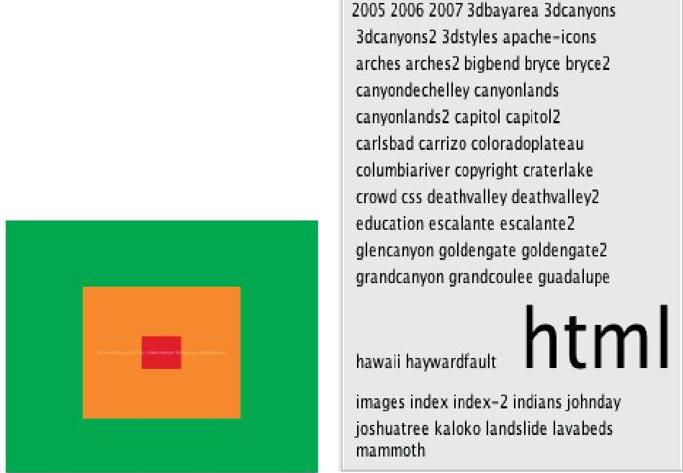 2005 2006 2007 3dbayarea 3dcanyons
3dcanyons2 3dstyles apache-icons
arches arches2 bigbend bryce bryce2
canyondechelley canyonlands
canyonlands2 capitol capitol2
carlsbad carrizo coloradoplateau
columbiariver copyright craterlake
crowd css deathvalley deathvalley2
education escalante escalante2
glencanyon goldengate goldengate2
grandcanyon grandcoulee guadalupe
hawaii haywardfault html
images index index-2 indians johnday
joshuatree kaloko landslide lavabeds
mammoth